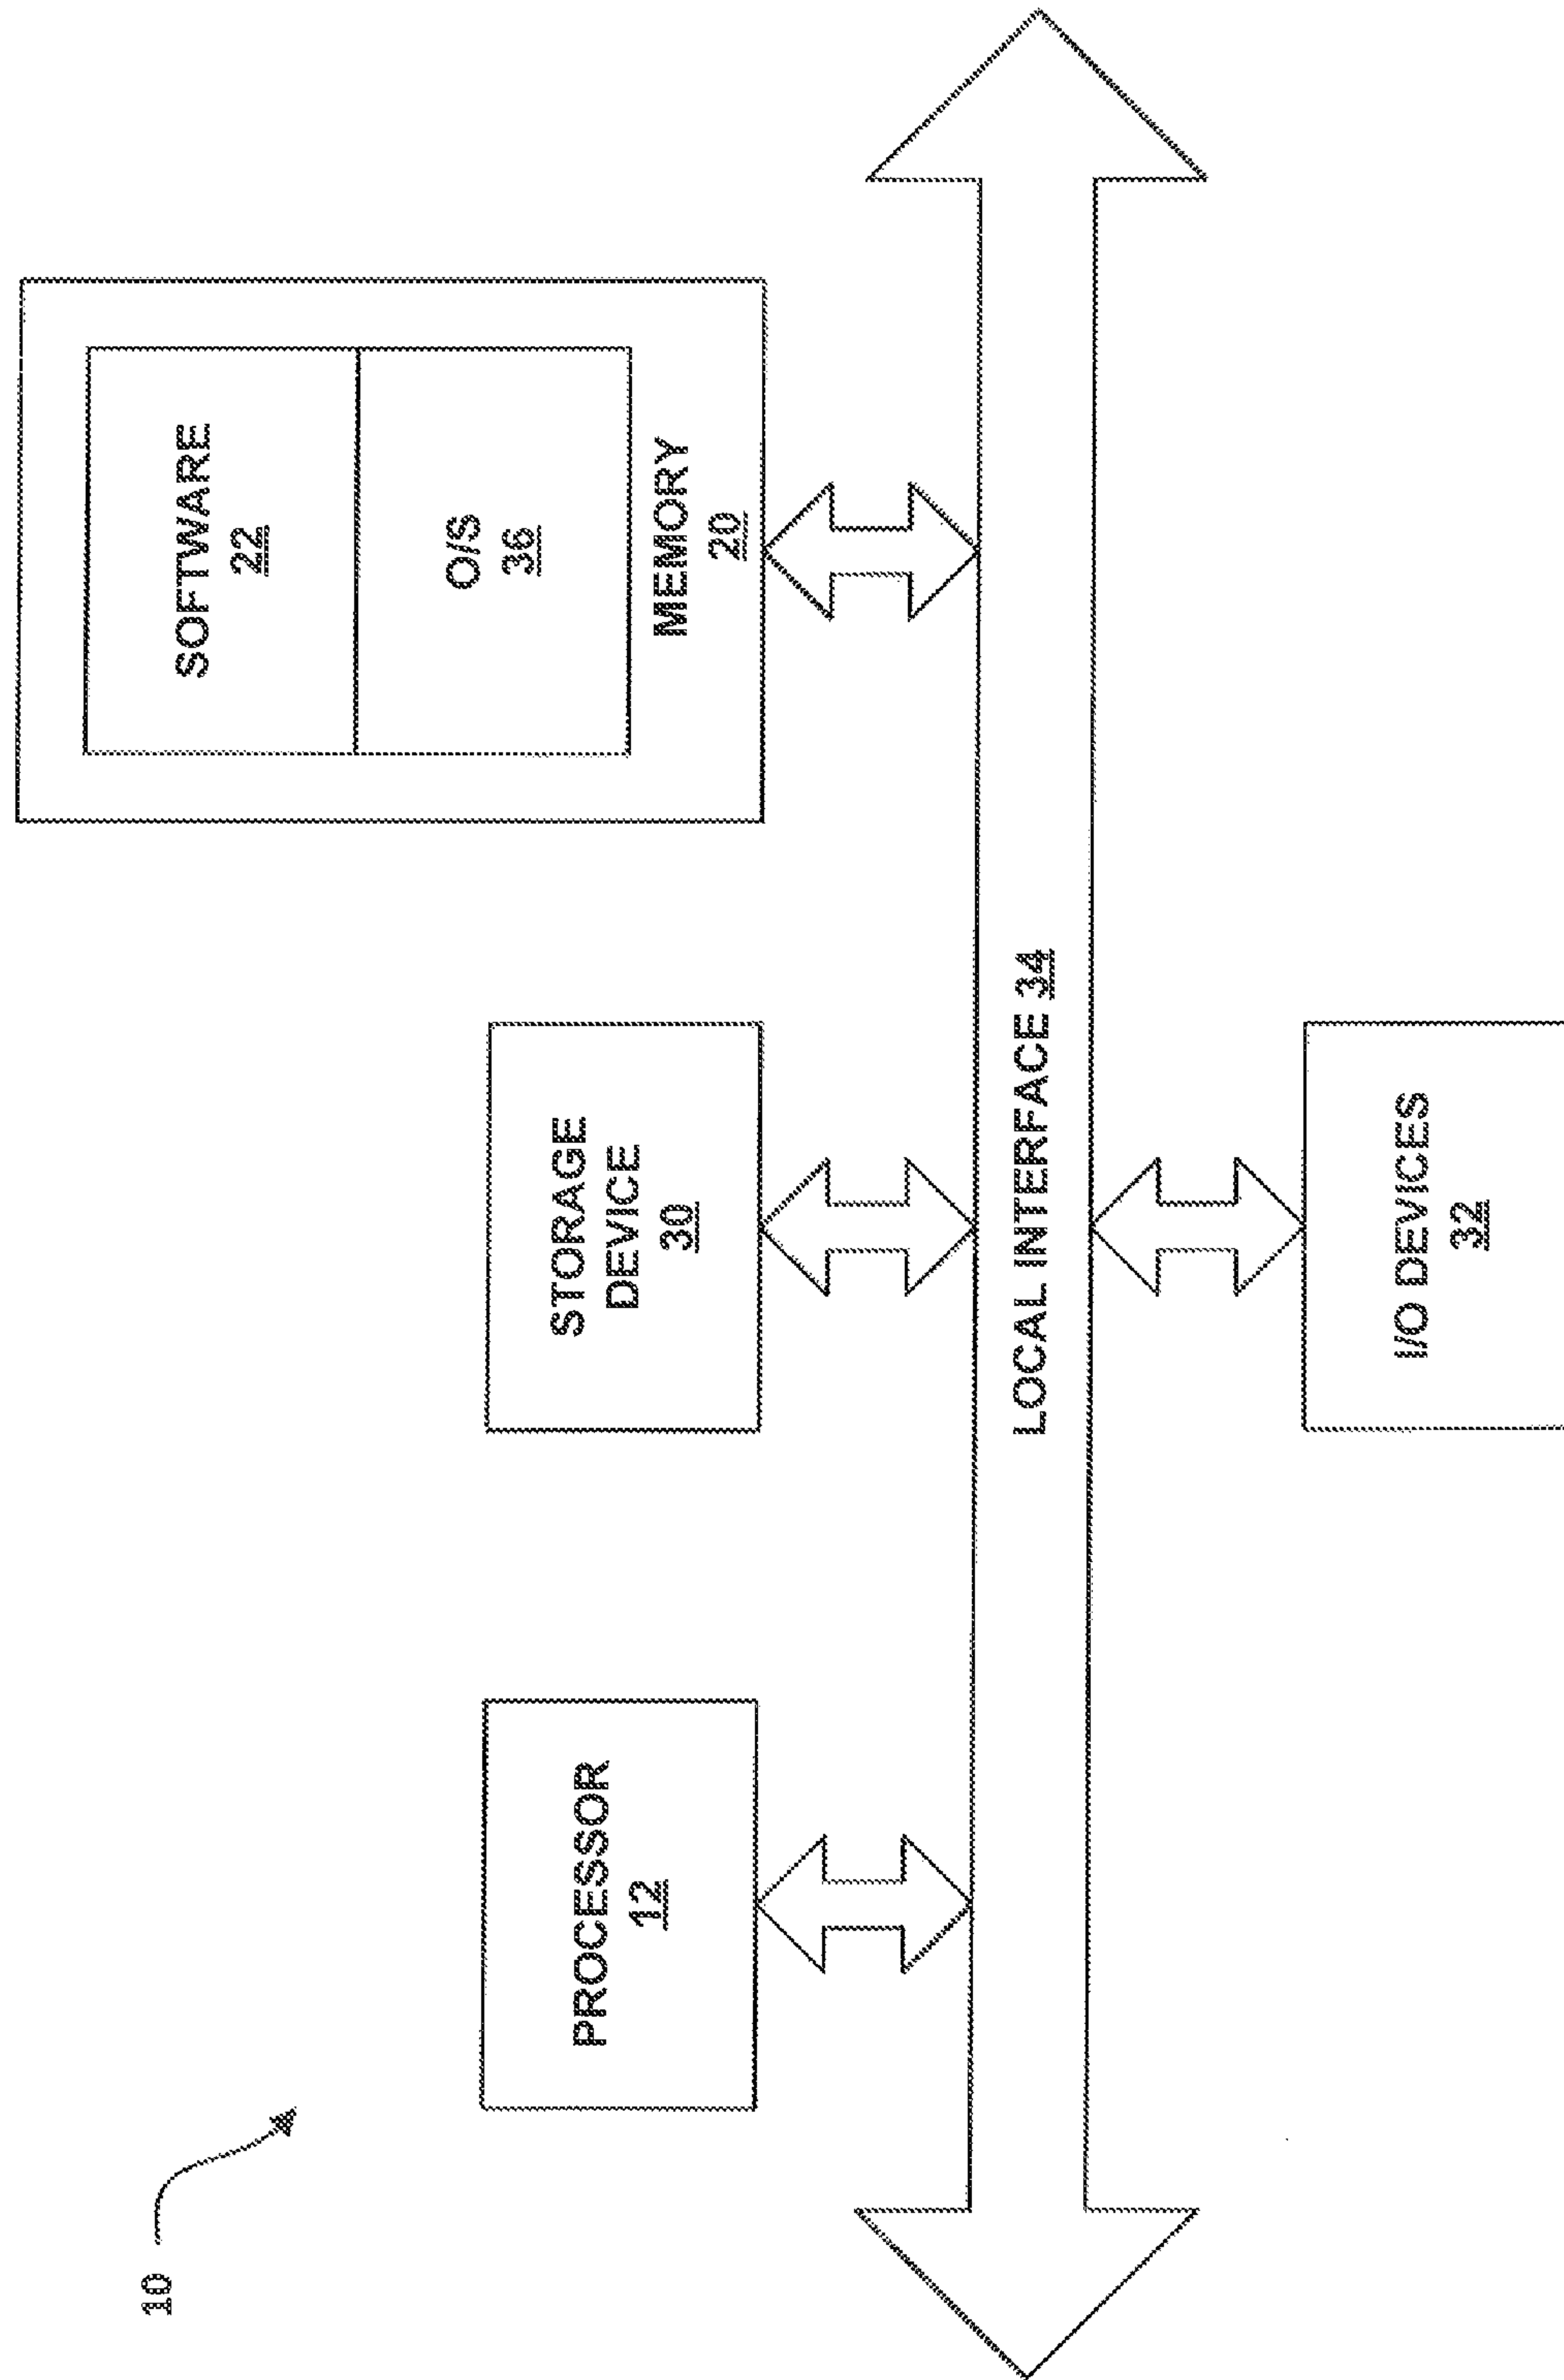 10
PROCESSOR
12
STORAGE
DEVICE
30
SOFTWARE
22
O/S
36
MEMORY
20
LOCAL INTERFACE 34
I/O DEVICES
32